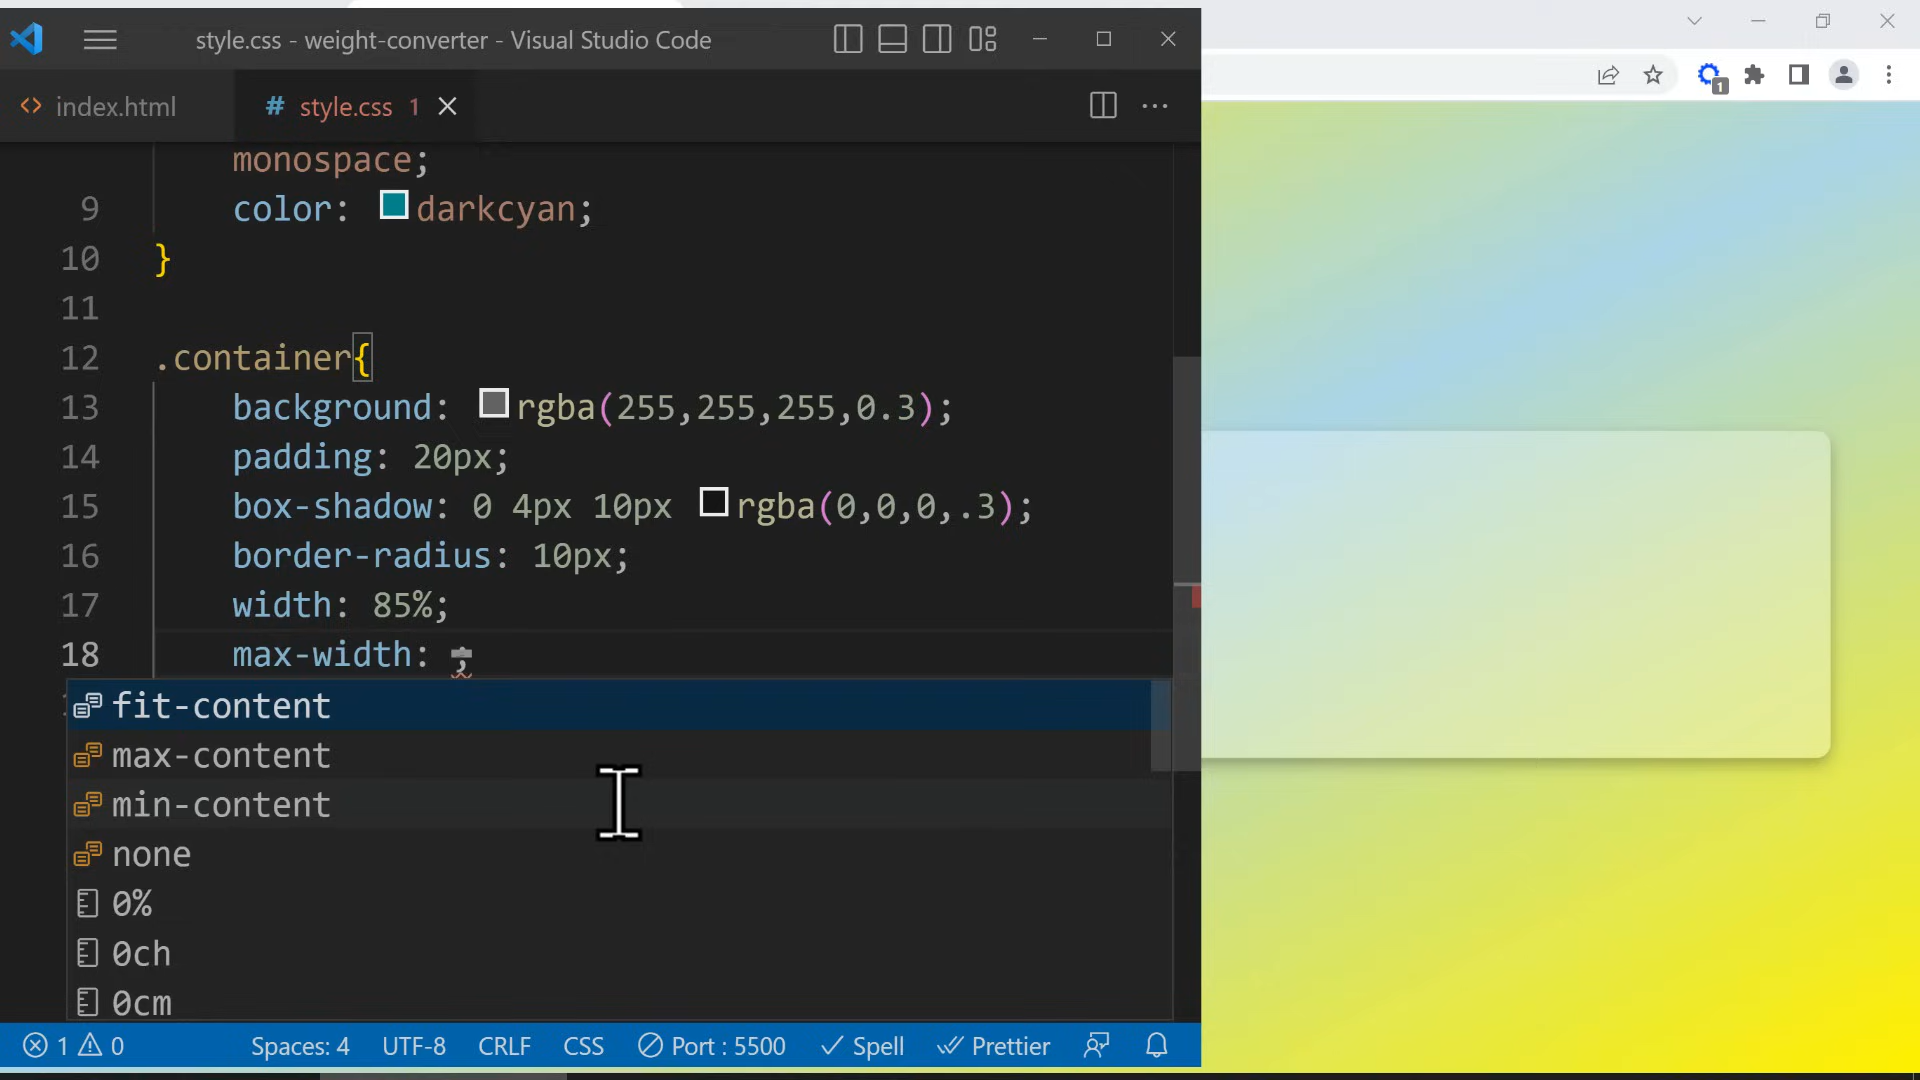 style.css - weight-converter - Visual Studio Code
index.html
# style.css 1
1
monospace;
9 color: darkcyan;
10 }
11
12 .container{
13 background: rgba(255,255,255,0.3);
14 padding: 20px;
15 box-shadow: 0 4px 10px rgba(0,0,0,.3);
16 border-radius: 10px;
17 width: 85%;
18 max-width: ;
fit-content
max-content
min-content
none
0%
0ch
0cm
1 0 Spaces: 4 UTF-8 CRLF CSS Port : 5500 Spell Prettier